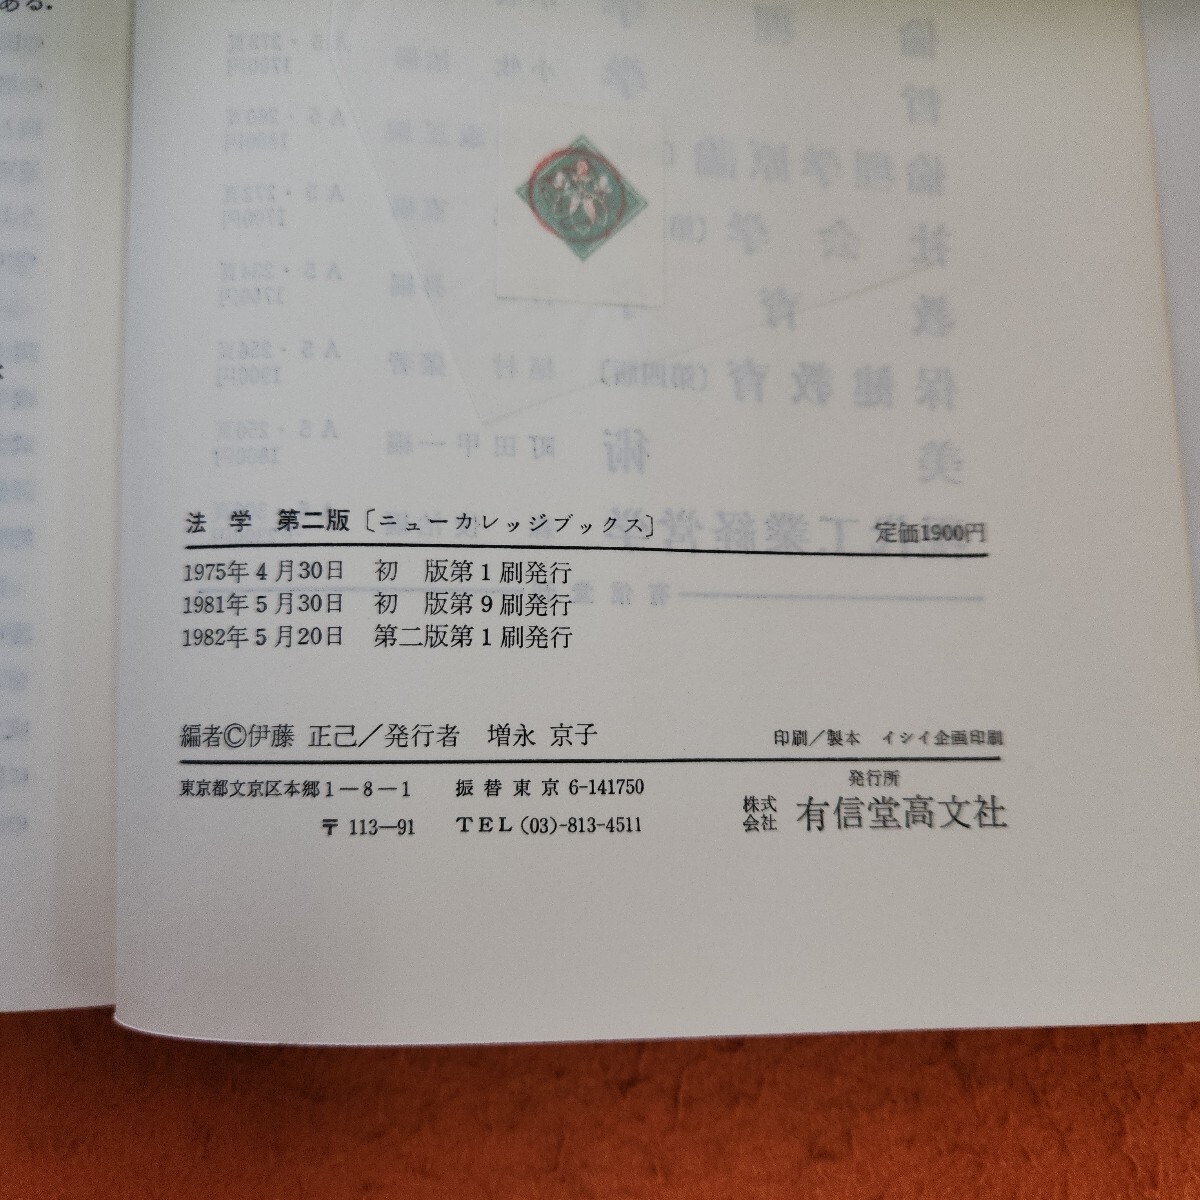 ある.
法学 第二版〔ニューカレッジブックス〕 定価1900円
1975年4月30日 初 版第1刷発行
1981年5月30日 初 版第9刷発行
1982年5月20日 第二版第1刷発行
編者©伊藤 正己／発行者 増永 京子 印刷／製本 イシイ企画印刷
東京都文京区本郷1－8－1 振替東京 6-141750
〒 113―91 TEL (03)-813-4511
発行所
株式会社 有信堂高文社